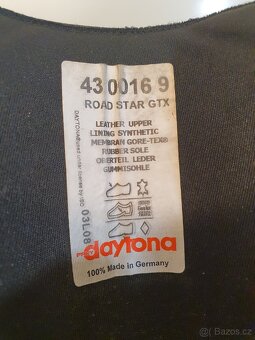 43 0016 9
ROAD STAR GTX
LEATHER UPPER
LINING SYNTHETIC
MEMBRAN GORE-TEX®
RUBBER SOLE
OBERTEIL LEDER
GUMMISOHLE
daytona
100% Made in Germany
03L08
Bazoš.cz